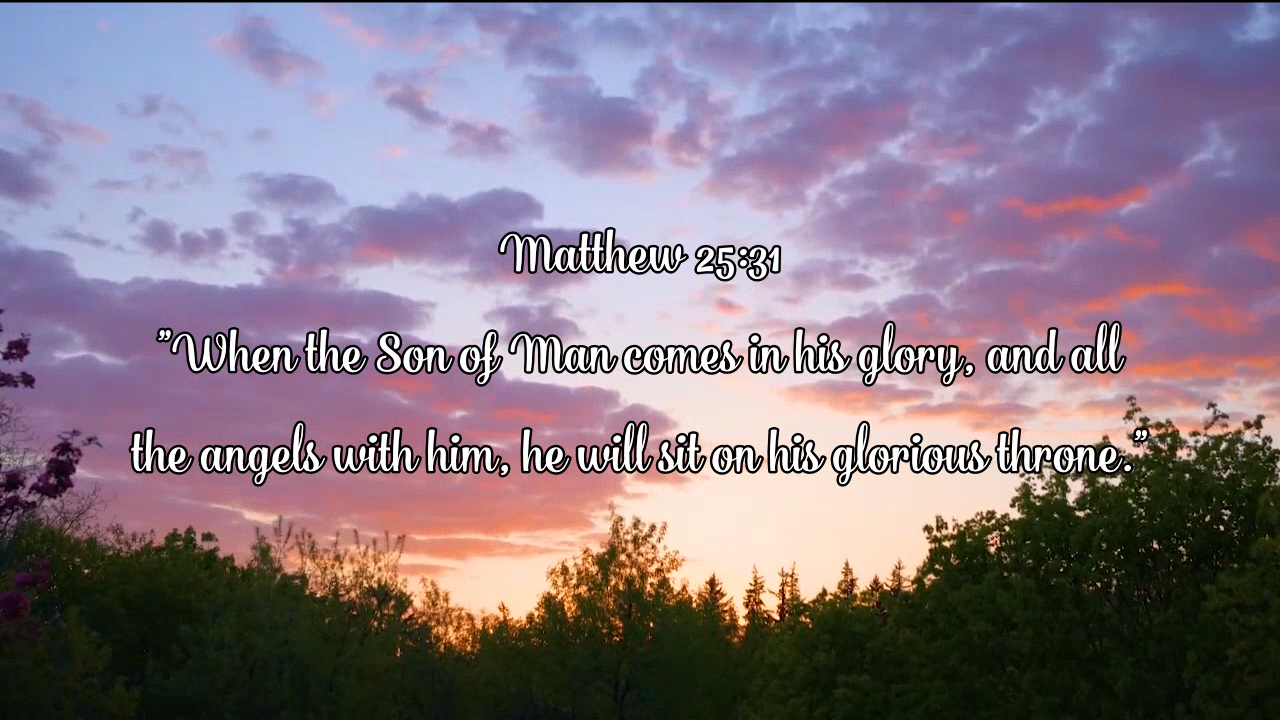 Matthew 25:31
"When the Son of Man comes in his glory, and all
the angels with him, he will sit on his glorious throne."